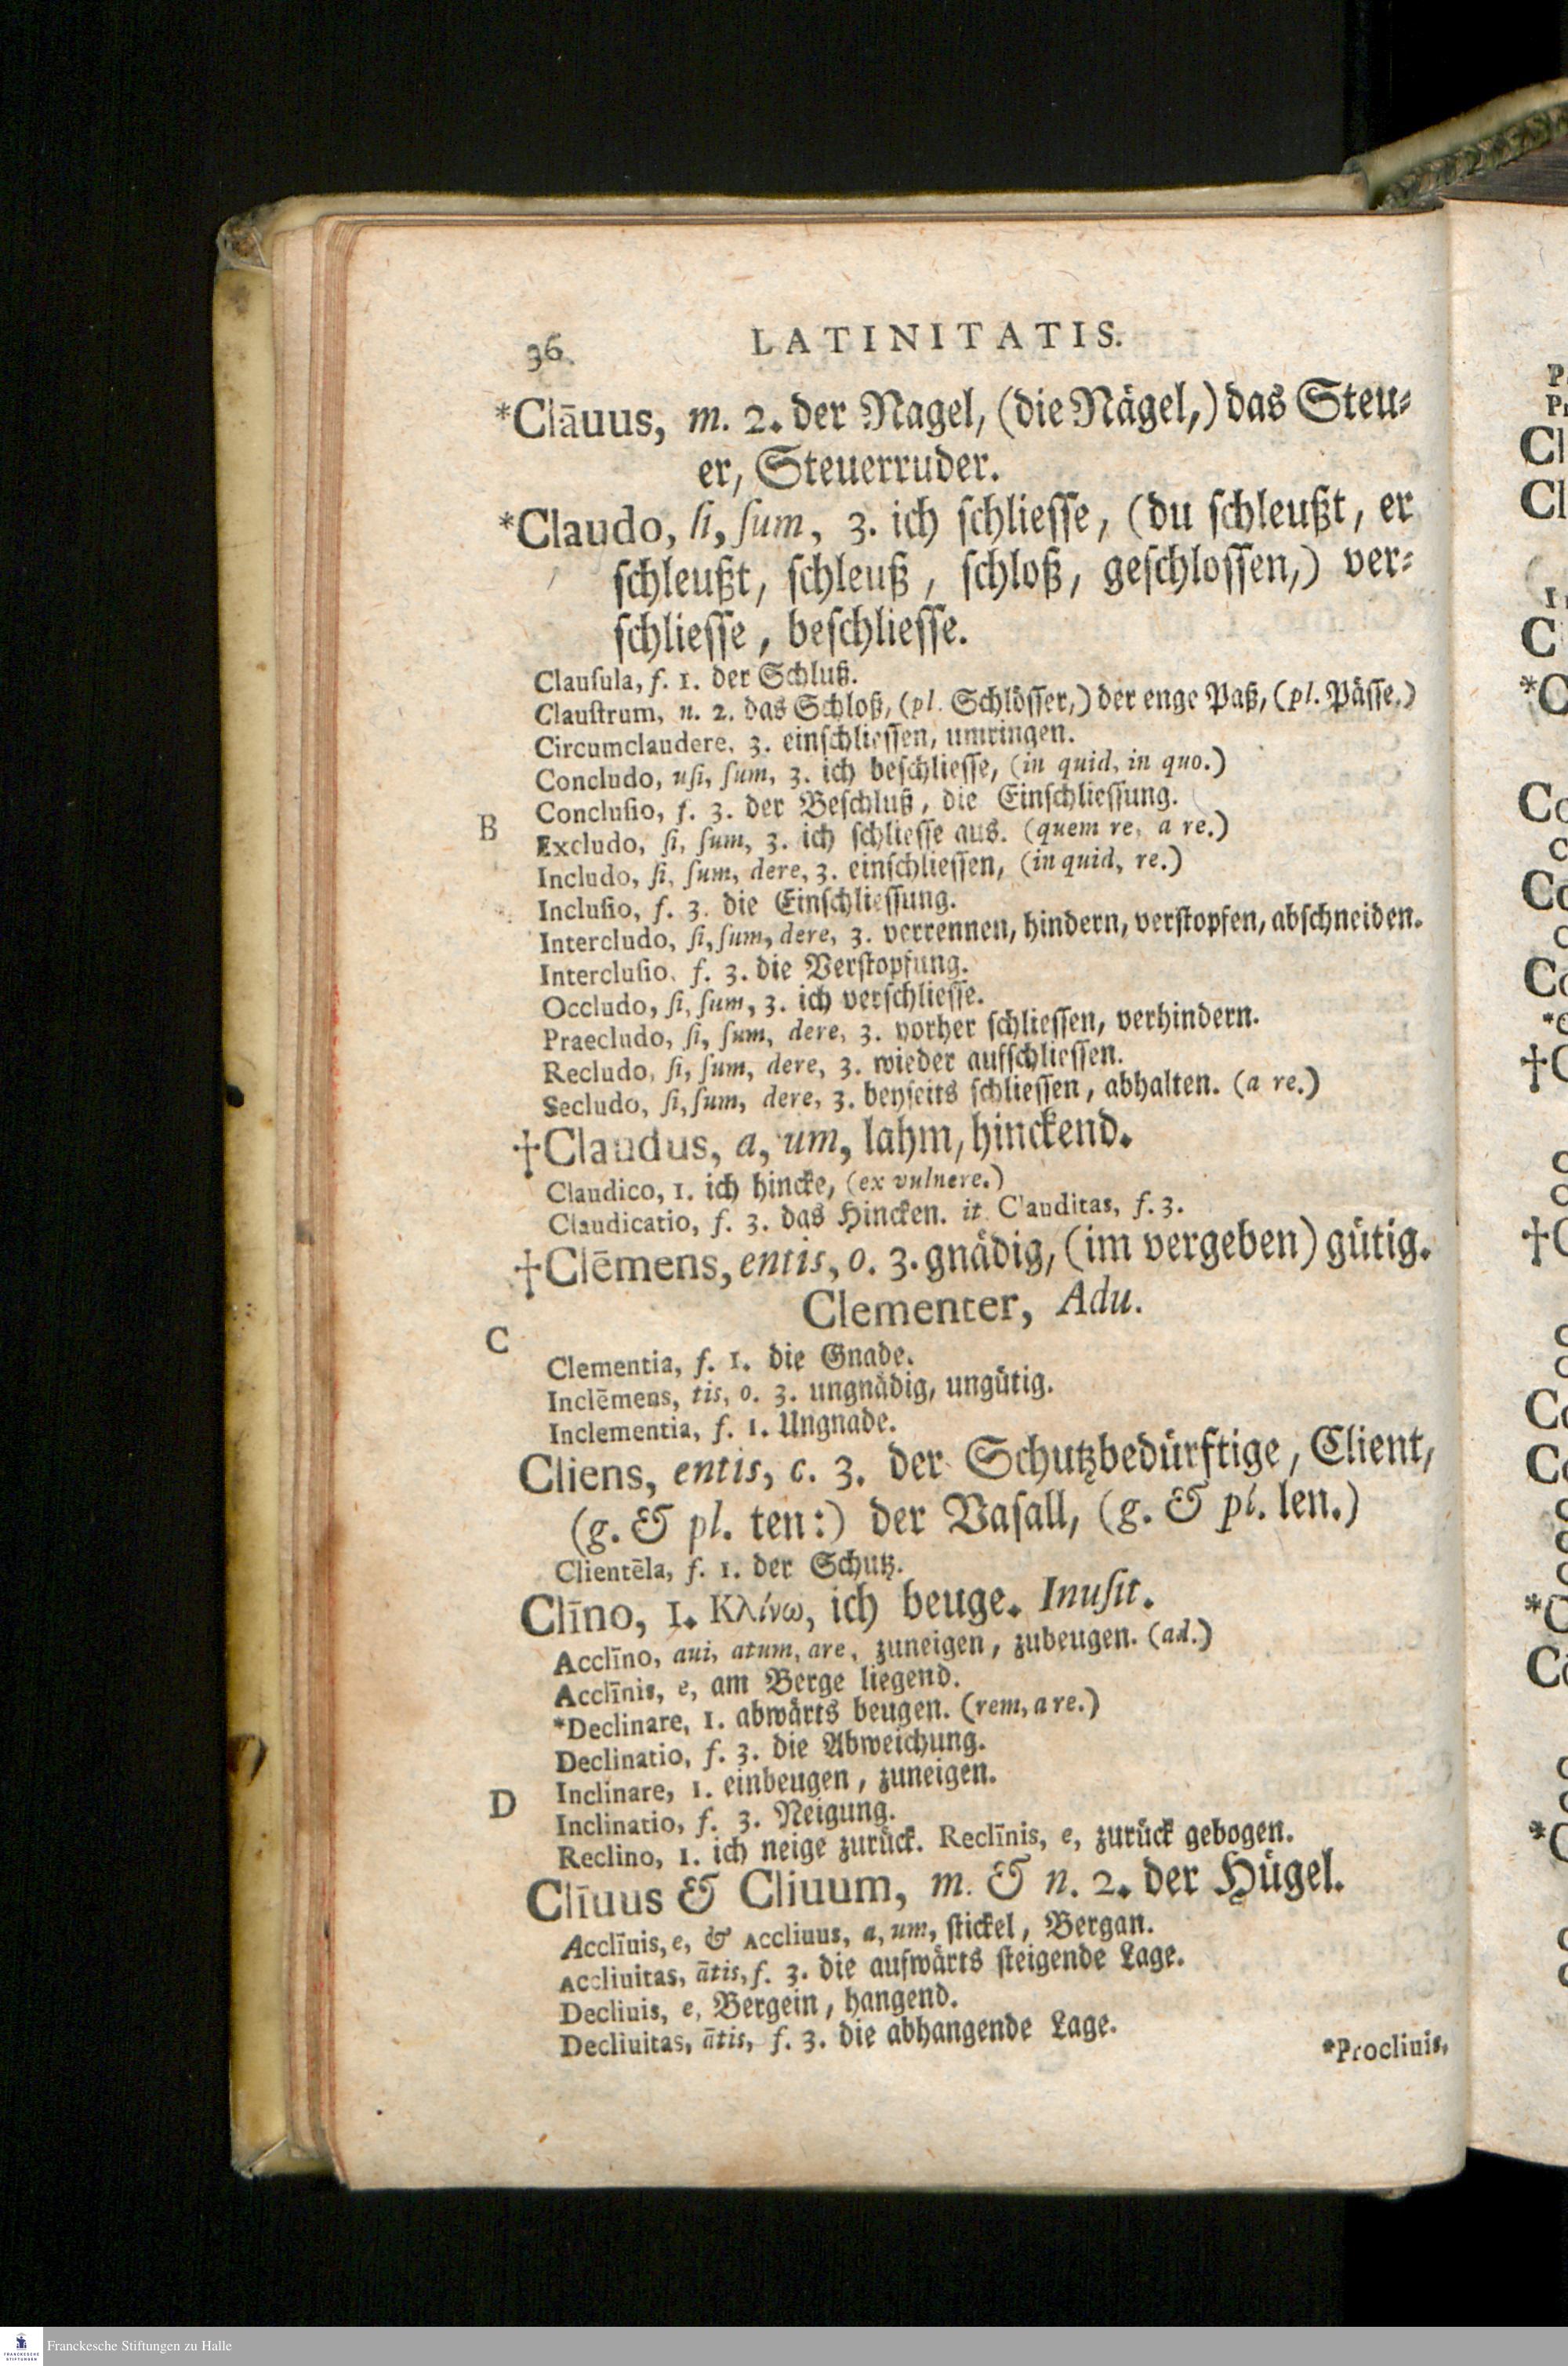 36
LATINITATIS.
*Clāuus, m. 2. der Nagel, (die Nägel,) das Steu-
er, Steuerruder.
*Claudo, ſi, ſum, 3. ich ſchlieſſe, (du ſchleußt, er
ſchleußt, ſchleuß, ſchloß, geſchloſſen,) ver-
ſchlieſſe, beſchlieſſe.
Clauſula, f. 1. der Schluß.
Clauſtrum, n. 2. das Schloß, (pl. Schlöſſer,) der enge Paß, (pl. Päſſe,)
Circumclaudere, 3. einſchlieſſen, umringen.
Concludo, uſi, ſum, 3. ich beſchlieſſe, (in quid, in quo.)
Concluſio, f. 3. der Beſchluß, die Einſchlieſſung.
B
Excludo, ſi, ſum, 3. ich ſchlieſſe aus. (quem re, a re.)
Includo, ſi, ſum, dere, 3. einſchlieſſen, (in quid, re.)
Incluſio, f. 3. die Einſchlieſſung.
Intercludo, ſi, ſum, dere, 3. verrennen, hindern, verſtopfen, abſchneiden.
Intercluſio, f. 3. die Verſtopfung.
Occludo, ſi, ſum, 3. ich verſchlieſſe.
Praecludo, ſi, ſum, dere, 3. vorher ſchlieſſen, verhindern.
Recludo, ſi, ſum, dere, 3. wieder aufſchlieſſen.
Secludo, ſi, ſum, dere, 3. beyſeits ſchlieſſen, abhalten. (a re.)
†Claudus, a, um, lahm, hinckend.
Claudico, 1. ich hincke, (ex vulnere.)
Claudicatio, f. 3. das Hincken. it Clauditas, f. 3.
†Clēmens, entis, o. 3. gnädig, (im vergeben) gütig.
Clementer, Adu.
C
Clementia, f. 1. die Gnade.
Inclēmens, tis, o. 3. ungnädig, ungütig.
Inclementia, f. 1. Ungnade.
Cliens, entis, c. 3. der Schutzbedürftige, Client,
(g. & pl. ten:) der Vaſall, (g. & pl. len.)
Clientēla, f. 1. der Schutz.
Clīno, 1. Κλίνω, ich beuge. Inuſit.
Acclīno, aui, atum, are, zuneigen, zubeugen. (ad.)
Acclīnis, e, am Berge liegend.
*Declinare, 1. abwärts beugen. (rem, a re.)
Declinatio, f. 3. die Abweichung.
Inclinare, 1. einbeugen, zuneigen.
D
Inclinatio, f. 3. Neigung.
Reclino, 1. ich neige zurück. Reclīnis, e, zurück gebogen.
Clīuus & Cliuum, m. & n. 2. der Hügel.
Acclīuis, e, & Accliuus, a, um, ſtickel, Bergan.
Accliuitas, ātis, f. 3. die aufwärts ſteigende Lage.
Decliuis, e, Bergein, hangend.
Decliuitas, ātis, f. 3. die abhangende Lage.
*Procliuis,
Franckesche Stiftungen zu Halle